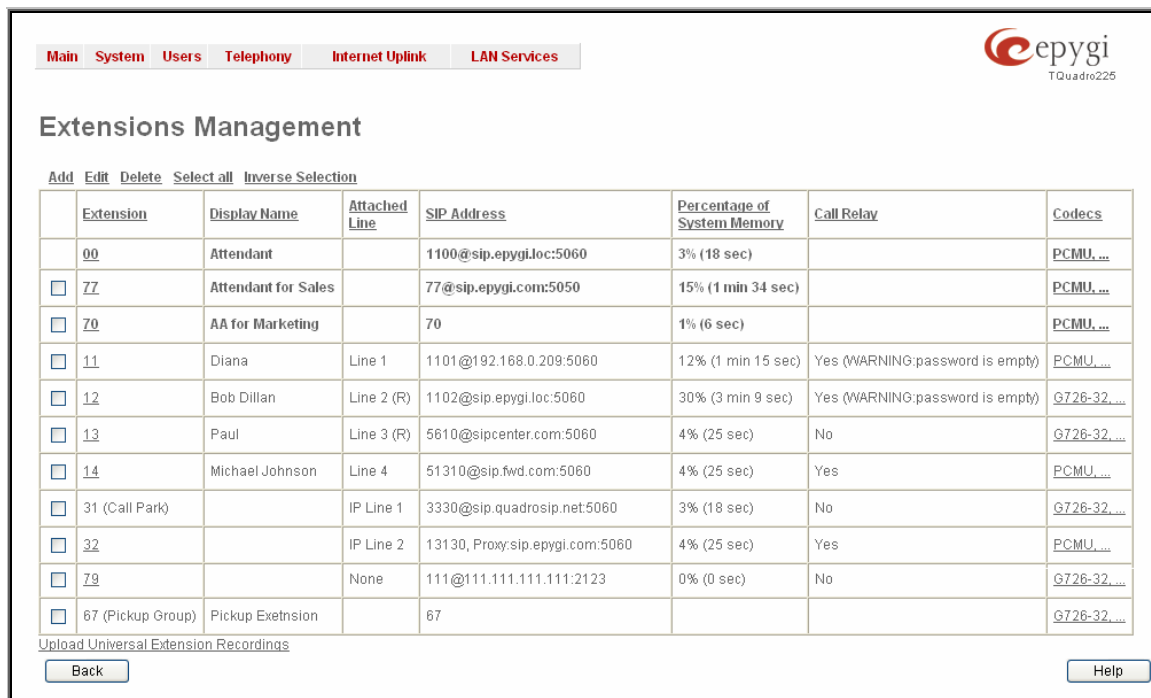 Main System Users Telephony Internet Uplink LAN Services
epygi
TQuadro225
Extensions Management
Add Edit Delete Select all Inverse Selection
Extension Display Name Attached Line SIP Address Percentage of System Memory Call Relay Codecs
00 Attendant 1100@sip.epygi.loc:5060 3% (18 sec) PCMU, ...
77 Attendant for Sales 77@sip.epygi.com:5050 15% (1 min 34 sec) PCMU, ...
70 AA for Marketing 70 1% (6 sec) PCMU, ...
11 Diana Line 1 1101@192.168.0.209:5060 12% (1 min 15 sec) Yes (WARNING:password is empty) PCMU, ...
12 Bob Dillan Line 2 (R) 1102@sip.epygi.loc:5060 30% (3 min 9 sec) Yes (WARNING:password is empty) G726-32, ...
13 Paul Line 3 (R) 5610@sipcenter.com:5060 4% (25 sec) No G726-32, ...
14 Michael Johnson Line 4 51310@sip.fwd.com:5060 4% (25 sec) Yes PCMU, ...
31 (Call Park) IP Line 1 3330@sip.quadrosip.net:5060 3% (18 sec) No G726-32, ...
32 IP Line 2 13130, Proxy:sip.epygi.com:5060 4% (25 sec) Yes PCMU, ...
79 None 111@111.111.111.111:2123 0% (0 sec) No G726-32, ...
67 (Pickup Group) Pickup Exetnsion 67 G726-32, ...
Upload Universal Extension Recordings
Back Help